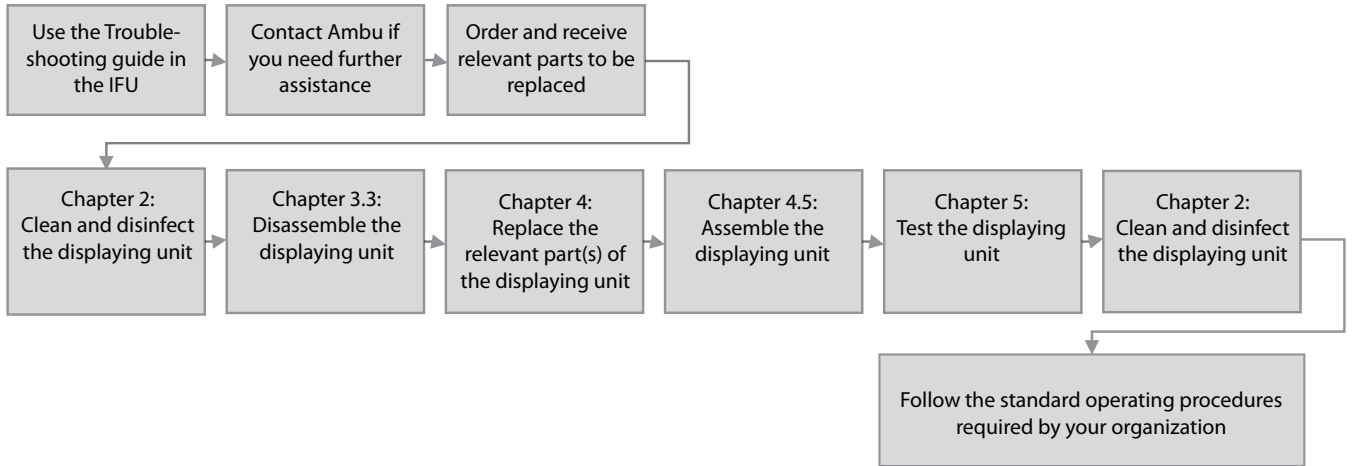 Use the Trouble-
shooting guide in
the IFU
Contact Ambu if
you need further
assistance
Order and receive
relevant parts to be
replaced
Chapter 2:
Clean and disinfect
the displaying unit
Chapter 3.3:
Disassemble the
displaying unit
Chapter 4:
Replace the
relevant part(s) of
the displaying unit
Chapter 4.5:
Assemble the
displaying unit
Chapter 5:
Test the displaying
unit
Chapter 2:
Clean and disinfect
the displaying unit
Follow the standard operating procedures
required by your organization